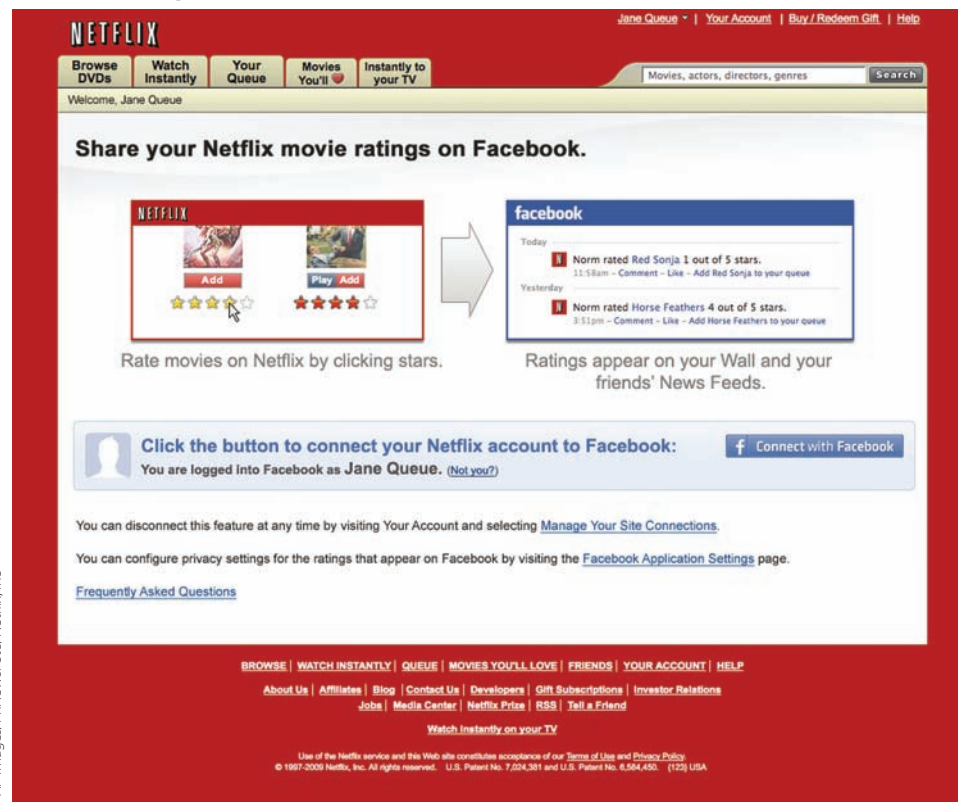 Jane Queue | Your Account | Buy / Redeem Gift | Help
NETFLIX
Browse DVDs
Watch Instantly
Your Queue
Movies You'll ❤
Instantly to your TV
Movies, actors, directors, genres
Search
Welcome, Jane Queue
Share your Netflix movie ratings on Facebook.
NETFLIX
Add
Play Add
Rate movies on Netflix by clicking stars.
facebook
Today
N Norm rated Red Sonja 1 out of 5 stars.
11:58am – Comment – Like – Add Red Sonja to your queue
Yesterday
N Norm rated Horse Feathers 4 out of 5 stars.
3:51pm – Comment – Like – Add Horse Feathers to your queue
Ratings appear on your Wall and your
friends' News Feeds.
Click the button to connect your Netflix account to Facebook:
You are logged into Facebook as Jane Queue. (Not you?)
f Connect with Facebook
You can disconnect this feature at any time by visiting Your Account and selecting Manage Your Site Connections.
You can configure privacy settings for the ratings that appear on Facebook by visiting the Facebook Application Settings page.
Frequently Asked Questions
BROWSE | WATCH INSTANTLY | QUEUE | MOVIES YOU'LL LOVE | FRIENDS | YOUR ACCOUNT | HELP
About Us | Affiliates | Blog | Contact Us | Developers | Gift Subscriptions | Investor Relations
Jobs | Media Center | Netflix Prize | RSS | Tell a Friend
Watch Instantly on your TV
Use of the Netflix service and this Web site constitutes acceptance of our Terms of Use and Privacy Policy.
© 1997-2009 Netflix, Inc. All rights reserved. U.S. Patent No. 7,024,381 and U.S. Patent No. 6,584,450. (123) USA